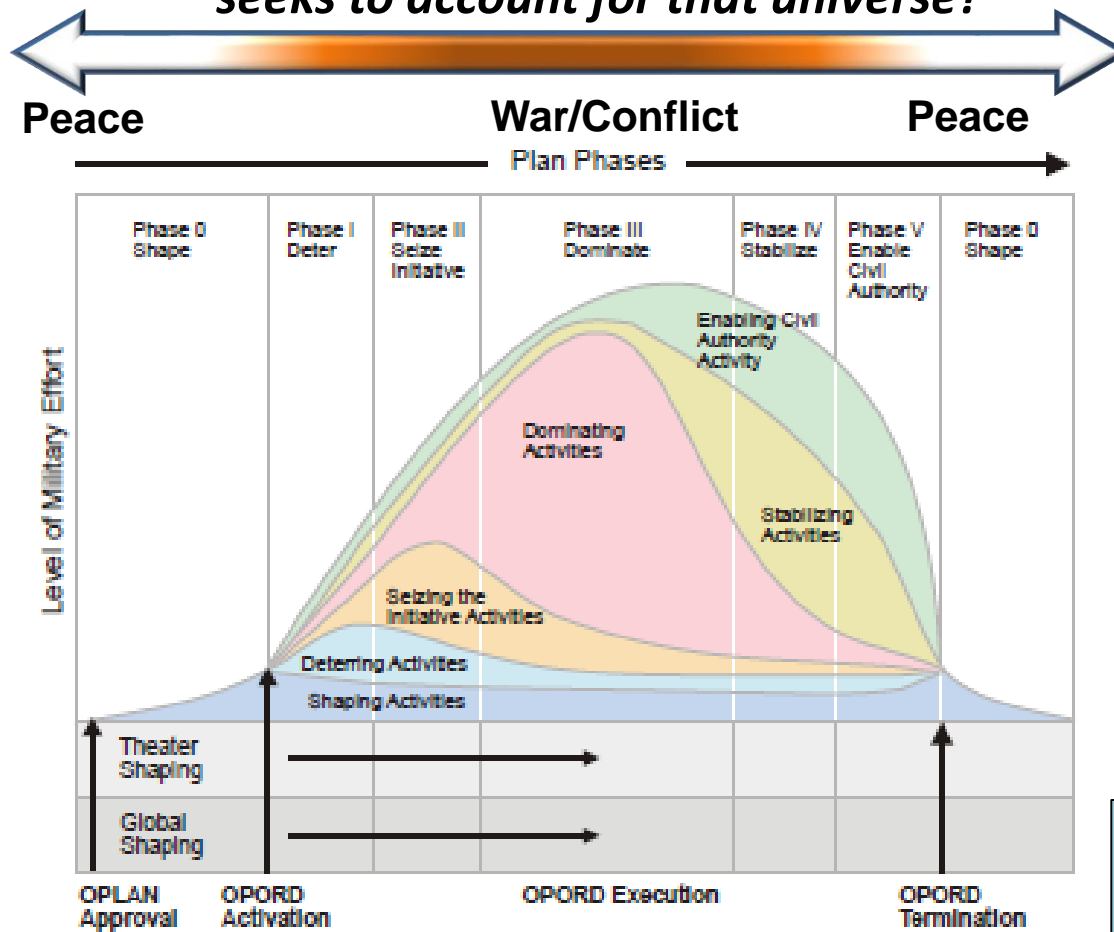 seeks to account for that universe?
Peace
War/Conflict
Peace
Plan Phases
Phase 0
Shape
Phase I
Deter
Phase II
Seize
Initiative
Phase III
Dominate
Phase IV
Stabilize
Phase V
Enable
Civil
Authority
Phase 0
Shape
Level of Military Effort
Enabling Civil
Authority
Activity
Dominating
Activities
Stabilizing
Activities
Seizing the
Initiative Activities
Deterring Activities
Shaping Activities
Theater
Shaping
Global
Shaping
OPLAN
Approval
OPORD
Activation
OPORD Execution
OPORD
Termination